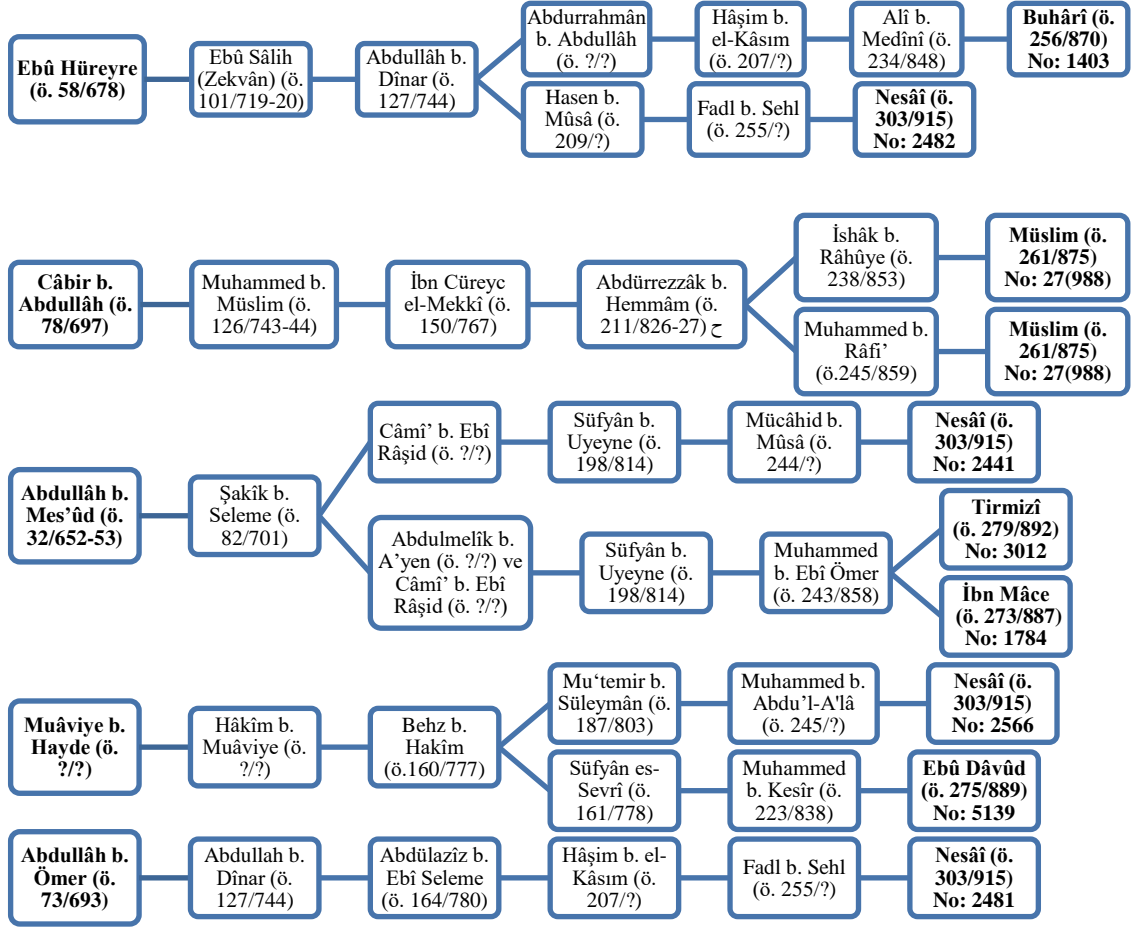 Ebû Hüreyre
(ö. 58/678)
Ebû Sâlih
(Zekvân) (ö.
101/719-20)
Abdullâh b.
Dînar (ö.
127/744)
Abdurrahmân
b. Abdullâh
(ö. ?/?)
Hâşim b.
el-Kâsım
(ö. 207/?)
Alî b.
Medînî (ö.
234/848)
Buhârî (ö.
256/870)
No: 1403
Hasen b.
Mûsâ (ö.
209/?)
Fadl b. Sehl
(ö. 255/?)
Nesâî (ö.
303/915)
No: 2482
Câbir b.
Abdullâh (ö.
78/697)
Muhammed b.
Müslim (ö.
126/743-44)
İbn Cüreyc
el-Mekkî (ö.
150/767)
Abdürrezzâk b.
Hemmâm (ö.
211/826-27) ح
İshâk b.
Râhûye (ö.
238/853)
Müslim (ö.
261/875)
No: 27(988)
Muhammed b.
Râfi’
(ö.245/859)
Müslim (ö.
261/875)
No: 27(988)
Abdullâh b.
Mes’ûd (ö.
32/652-53)
Şakîk b.
Seleme (ö.
82/701)
Câmî’ b. Ebî
Râşid (ö. ?/?)
Süfyân b.
Uyeyne (ö.
198/814)
Mücâhid b.
Mûsâ (ö.
244/?)
Nesâî (ö.
303/915)
No: 2441
Abdulmelîk b.
A’yen (ö. ?/?) ve
Câmî’ b. Ebî
Râşid (ö. ?/?)
Süfyân b.
Uyeyne (ö.
198/814)
Muhammed
b. Ebî Ömer
(ö. 243/858)
Tirmizî
(ö. 279/892)
No: 3012
İbn Mâce
(ö. 273/887)
No: 1784
Muâviye b.
Hayde (ö.
?/?)
Hâkîm b.
Muâviye (ö.
?/?)
Behz b.
Hakîm
(ö.160/777)
Mu‘temir b.
Süleymân (ö.
187/803)
Muhammed b.
Abdu’l-A'lâ
(ö. 245/?)
Nesâî (ö.
303/915)
No: 2566
Süfyân es-
Sevrî (ö.
161/778)
Muhammed
b. Kesîr (ö.
223/838)
Ebû Dâvûd
(ö. 275/889)
No: 5139
Abdullâh b.
Ömer (ö.
73/693)
Abdullah b.
Dînar (ö.
127/744)
Abdülazîz b.
Ebî Seleme
(ö. 164/780)
Hâşim b. el-
Kâsım (ö.
207/?)
Fadl b. Sehl
(ö. 255/?)
Nesâî (ö.
303/915)
No: 2481